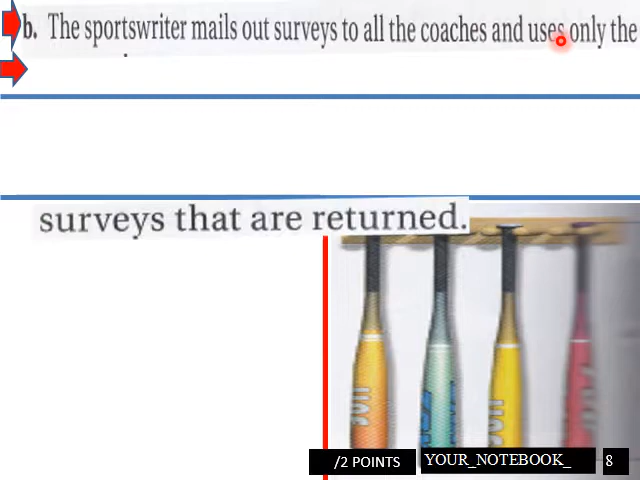 b. The sportswriter mails out surveys to all the coaches and uses only the
surveys that are returned.
/2 POINTS
YOUR_NOTEBOOK_
8